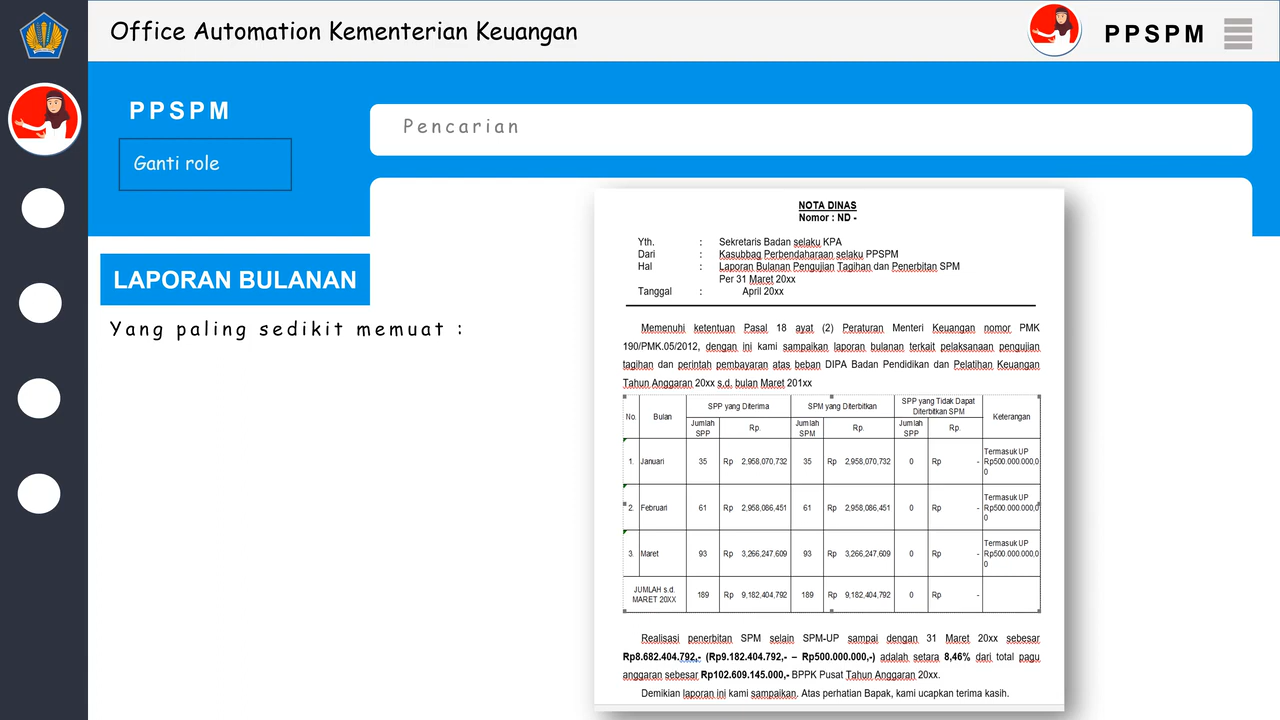 Office Automation Kementerian Keuangan
PPSPM
PPSPM
Ganti role
Pencarian
LAPORAN BULANAN
Yang paling sedikit memuat :
NOTA DINAS
Nomor : ND -
Yth. : Sekretaris Badan selaku KPA
Dari : Kasubbag Perbendaharaan selaku PPSPM
Hal : Laporan Bulanan Pengujian Tagihan dan Penerbitan SPM
Per 31 Maret 20xx
Tanggal : April 20xx
Memenuhi ketentuan Pasal 18 ayat (2) Peraturan Menteri Keuangan nomor PMK
190/PMK.05/2012, dengan ini kami sampaikan laporan bulanan terkait pelaksanaan pengujian
tagihan dan perintah pembayaran atas beban DIPA Badan Pendidikan dan Pelatihan Keuangan
Tahun Anggaran 20xx s.d. bulan Maret 201xx
No. Bulan SPP yang Diterima SPM yang Diterbitkan SPP yang Tidak Dapat Diterbitkan SPM Keterangan
Jumlah SPP Rp. Jumlah SPM Rp. Jumlah SPP Rp.
1. Januari 35 Rp 2,958,070,732 35 Rp 2,958,070,732 0 Rp - Termasuk UP Rp500.000.000,00
2. Februari 61 Rp 2,958,086,451 61 Rp 2,958,086,451 0 Rp - Termasuk UP Rp500.000.000,00
3. Maret 93 Rp 3,266,247,609 93 Rp 3,266,247,609 0 Rp - Termasuk UP Rp500.000.000,00
JUMLAH s.d. MARET 20XX 189 Rp 9,182,404,792 189 Rp 9,182,404,792 0 Rp -
Realisasi penerbitan SPM selain SPM-UP sampai dengan 31 Maret 20xx sebesar
Rp8.682.404.792,- (Rp9.182.404.792,- – Rp500.000.000,-) adalah setara 8,46% dari total pagu
anggaran sebesar Rp102.609.145.000,- BPPK Pusat Tahun Anggaran 20xx.
Demikian laporan ini kami sampaikan. Atas perhatian Bapak, kami ucapkan terima kasih.